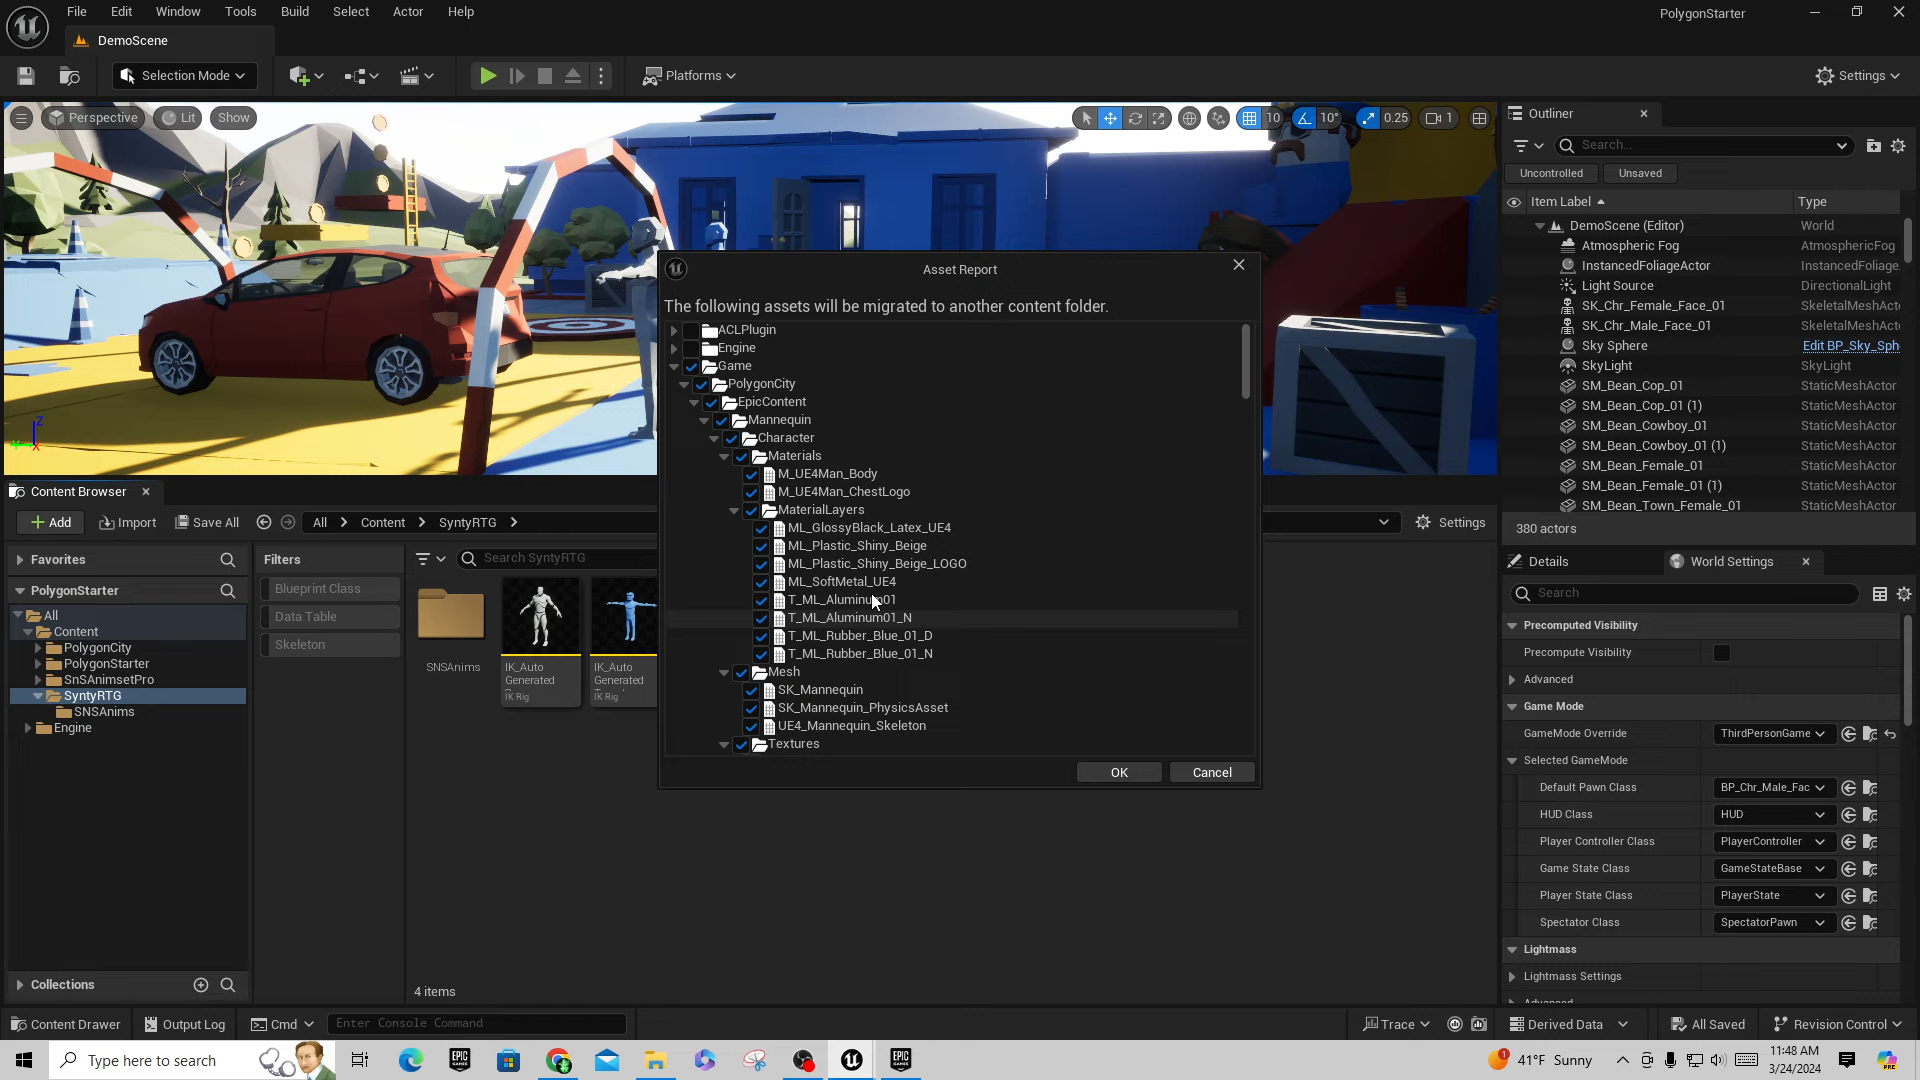 File Edit Window Tools Build Select Actor Help
PolygonStarter
DemoScene
Selection Mode
Platforms
Settings
Perspective Lit Show
10 10° 0.25 1
Outliner
Search...
Uncontrolled Unsaved
Item Label Type
DemoScene (Editor) World
Atmospheric Fog AtmosphericFog
InstancedFoliageActor InstancedFoliage
Light Source DirectionalLight
SK_Chr_Female_Face_01 SkeletalMeshActo
SK_Chr_Male_Face_01 SkeletalMeshActo
Sky Sphere Edit BP_Sky_Sph
SkyLight SkyLight
SM_Bean_Cop_01 StaticMeshActor
SM_Bean_Cop_01 (1) StaticMeshActor
SM_Bean_Cowboy_01 StaticMeshActor
SM_Bean_Cowboy_01 (1) StaticMeshActor
SM_Bean_Female_01 StaticMeshActor
SM_Bean_Female_01 (1) StaticMeshActor
SM_Bean_Town_Female_01 StaticMeshActor
380 actors
Asset Report
The following assets will be migrated to another content folder.
ACLPlugin
Engine
Game
PolygonCity
EpicContent
Mannequin
Character
Materials
M_UE4Man_Body
M_UE4Man_ChestLogo
MaterialLayers
ML_GlossyBlack_Latex_UE4
ML_Plastic_Shiny_Beige
ML_Plastic_Shiny_Beige_LOGO
ML_SoftMetal_UE4
T_ML_Aluminum01
T_ML_Aluminum01_N
T_ML_Rubber_Blue_01_D
T_ML_Rubber_Blue_01_N
Mesh
SK_Mannequin
SK_Mannequin_PhysicsAsset
UE4_Mannequin_Skeleton
Textures
OK Cancel
Content Browser
Add Import Save All All Content SyntyRTG
Settings
Favorites
PolygonStarter
All
Content
PolygonCity
PolygonStarter
SnSAnimsetPro
SyntyRTG
SNSAnims
Engine
Collections
Filters
Blueprint Class
Data Table
Skeleton
Search SyntyRTG
SNSAnims
IK_Auto
Generated
IK Rig
IK_Auto
Generated
IK Rig
4 items
Details World Settings
Search
Precomputed Visibility
Precompute Visibility
Advanced
Game Mode
GameMode Override ThirdPersonGame
Selected GameMode
Default Pawn Class BP_Chr_Male_Fac
HUD Class HUD
Player Controller Class PlayerController
Game State Class GameStateBase
Player State Class PlayerState
Spectator Class SpectatorPawn
Lightmass
Lightmass Settings
Advanced
Content Drawer Output Log Cmd Enter Console Command
Trace Derived Data All Saved Revision Control
Type here to search
EPIC GAMES
EPIC GAMES
1
41°F Sunny
11:48 AM
3/24/2024
PRE